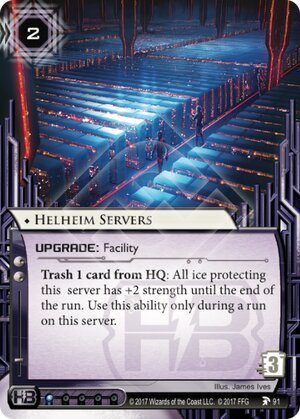 2
♦ Helheim Servers
UPGRADE: Facility
Trash 1 card from HQ: All ice protecting
this server has +2 strength until the end of
the run. Use this ability only during a run
on this server.
3
Illus. James Ives
HB
© 2017 Wizards of the Coast LLC. © 2017 FFG
91